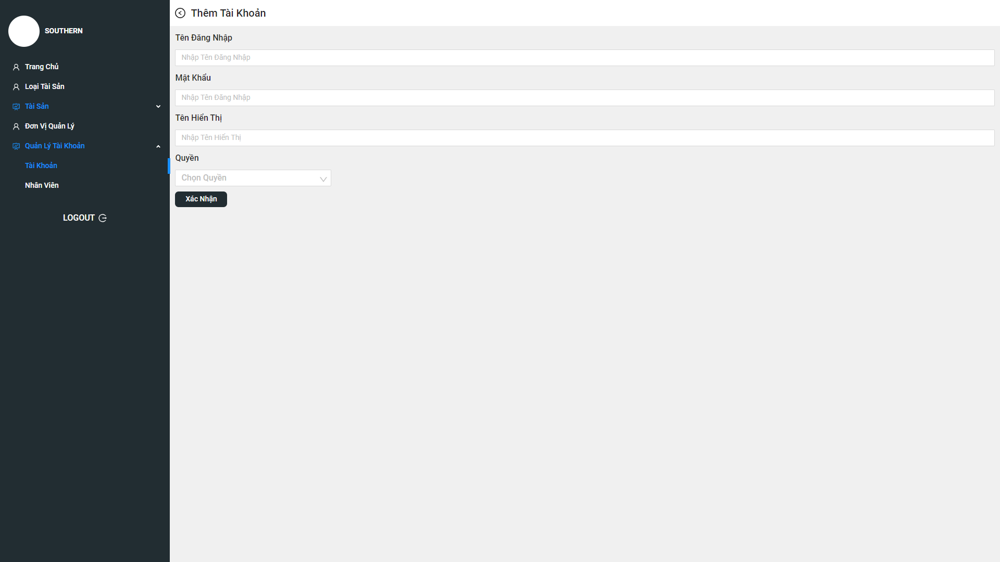 SOUTHERN
Trang Chủ
Loại Tài Sản
Tài Sản
Đơn Vị Quản Lý
Quản Lý Tài Khoản
Tài Khoản
Nhân Viên
LOGOUT
Thêm Tài Khoản
Tên Đăng Nhập
Nhập Tên Đăng Nhập
Mật Khẩu
Nhập Tên Đăng Nhập
Tên Hiển Thị
Nhập Tên Hiển Thị
Quyền
Chọn Quyền
Xác Nhận